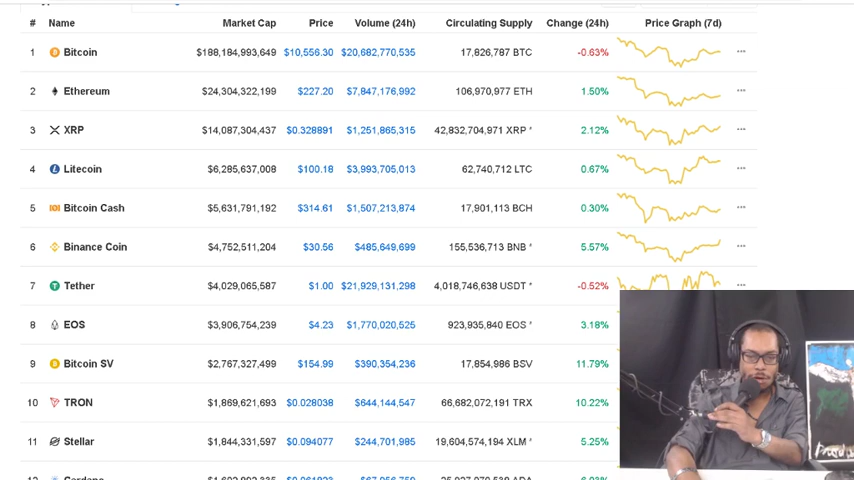 # Name Market Cap Price Volume (24h) Circulating Supply Change (24h) Price Graph (7d)
1 Bitcoin $188,184,993,649 $10,556.30 $20,682,770,535 17,826,787 BTC -0.63%
2 Ethereum $24,304,322,199 $227.20 $7,847,176,992 106,970,977 ETH 1.50%
3 XRP $14,087,304,437 $0.328891 $1,251,865,315 42,832,704,971 XRP * 2.12%
4 Litecoin $6,285,637,008 $100.18 $3,993,705,013 62,740,712 LTC 0.67%
5 Bitcoin Cash $5,631,791,192 $314.61 $1,507,213,874 17,901,113 BCH 0.30%
6 Binance Coin $4,752,511,204 $30.56 $485,649,699 155,536,713 BNB * 5.57%
7 Tether $4,029,065,587 $1.00 $21,929,131,298 4,018,746,638 USDT * -0.52%
8 EOS $3,906,754,239 $4.23 $1,770,020,525 923,935,840 EOS * 3.18%
9 Bitcoin SV $2,767,327,499 $154.99 $390,354,236 17,854,986 BSV 11.79%
10 TRON $1,869,621,693 $0.028038 $644,144,547 66,682,072,191 TRX 10.22%
11 Stellar $1,844,331,597 $0.094077 $244,701,985 19,604,574,194 XLM * 5.25%